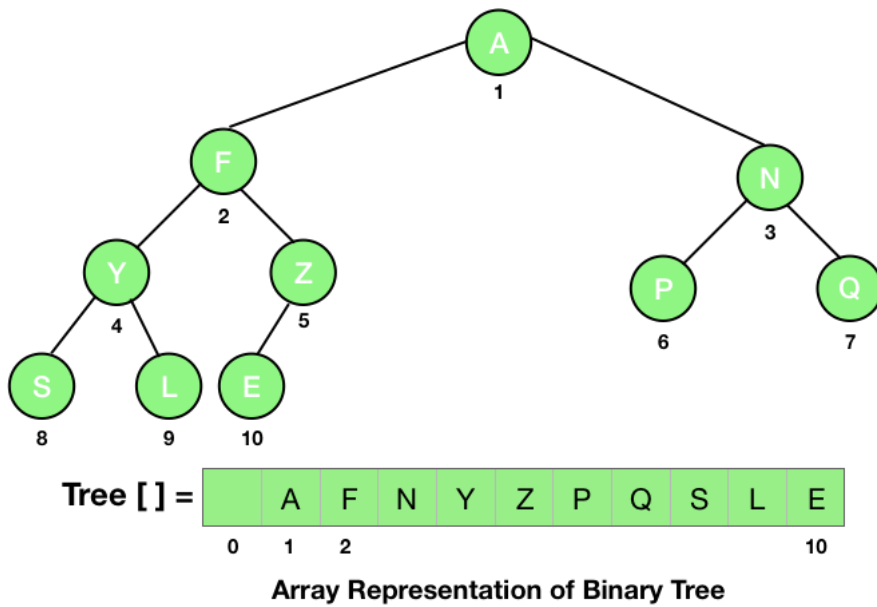 A
1
F
2
N
3
Y
4
Z
5
P
6
Q
7
S
8
L
9
E
10
Tree [ ] = A F N Y Z P Q S L E
0 1 2 10
Array Representation of Binary Tree